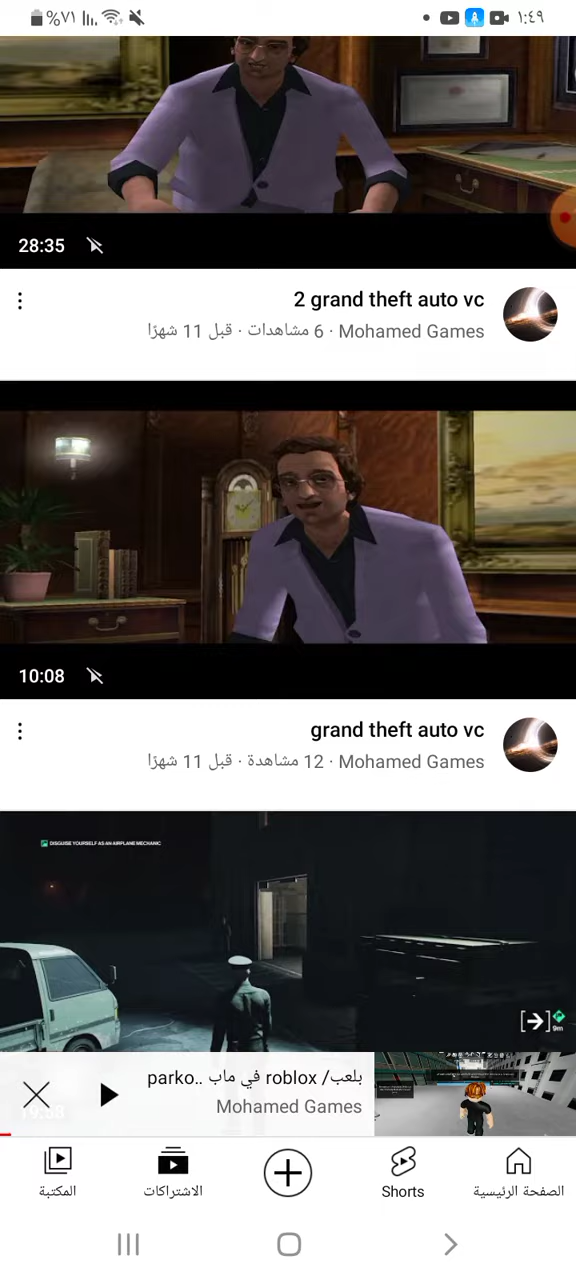 ١:٤٩ %٧١
28:35
2 grand theft auto vc
Mohamed Games · 6 مشاهدات · قبل 11 شهرًا
10:08
grand theft auto vc
Mohamed Games · 12 مشاهدة · قبل 11 شهرًا
DISGUISE YOURSELF AS AN AIRPLANE MECHANIC
9m
بلعب/ roblox في ماب parko..
Mohamed Games
الصفحة الرئيسية
Shorts
الاشتراكات
المكتبة